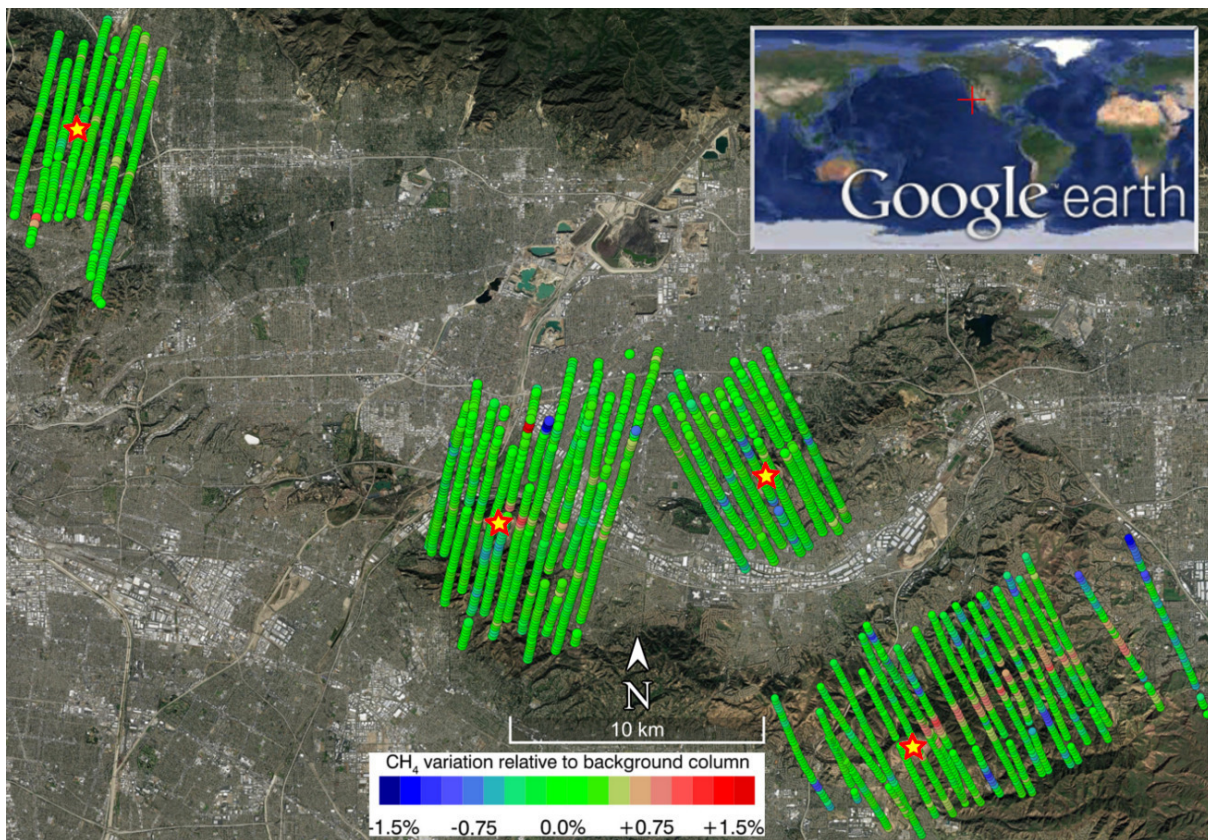 Google earth
N
10 km
CH₄ variation relative to background column
-1.5% -0.75 0.0% +0.75 +1.5%